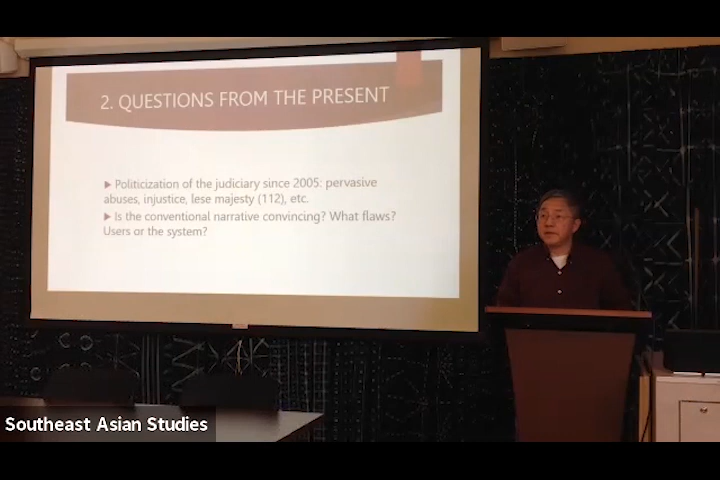 2. QUESTIONS FROM THE PRESENT
▶ Politicization of the judiciary since 2005: pervasive
abuses, injustice, lese majesty (112), etc.
▶ Is the conventional narrative convincing? What flaws?
Users or the system?
Southeast Asian Studies